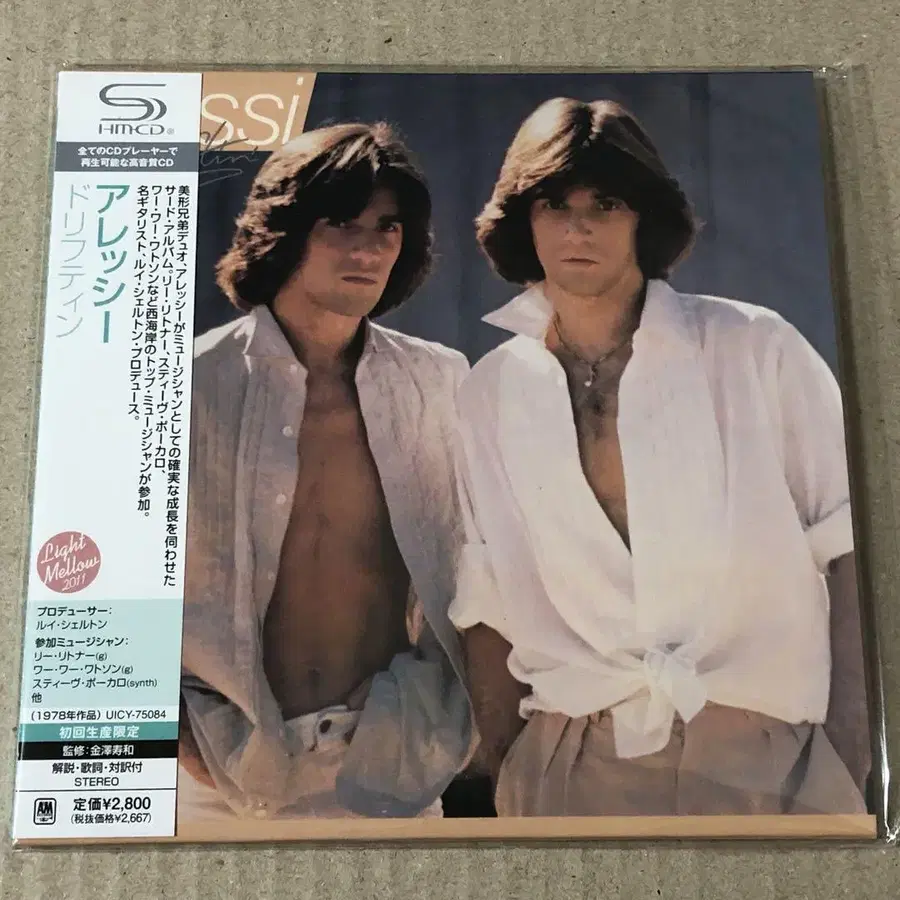 HM-CD®
全てのCDプレーヤーで
再生可能な高音質CD
アレッシー
ドリフティン
美形兄弟デュオ、アレッシーがミュージシャンとしての確実な成長を伺わせた
サード・アルバム。リー・リトナー、スティーヴ・ポーカロ、
ワー・ワー・ワトソンなど西海岸のトップ・ミュージシャンが参加。
名ギタリスト、ルイ・シェルトン・プロデュース。
Light
Mellow
2011
プロデューサー:
ルイ・シェルトン
参加ミュージシャン:
リー・リトナー(g)
ワー・ワー・ワトソン(g)
スティーヴ・ポーカロ(synth)
他
(1978年作品) UICY-75084
初回生産限定
監修:金澤寿和
解説・歌詞・対訳付
STEREO
A&M
定価¥2,800
(税抜価格¥2,667)
ssi